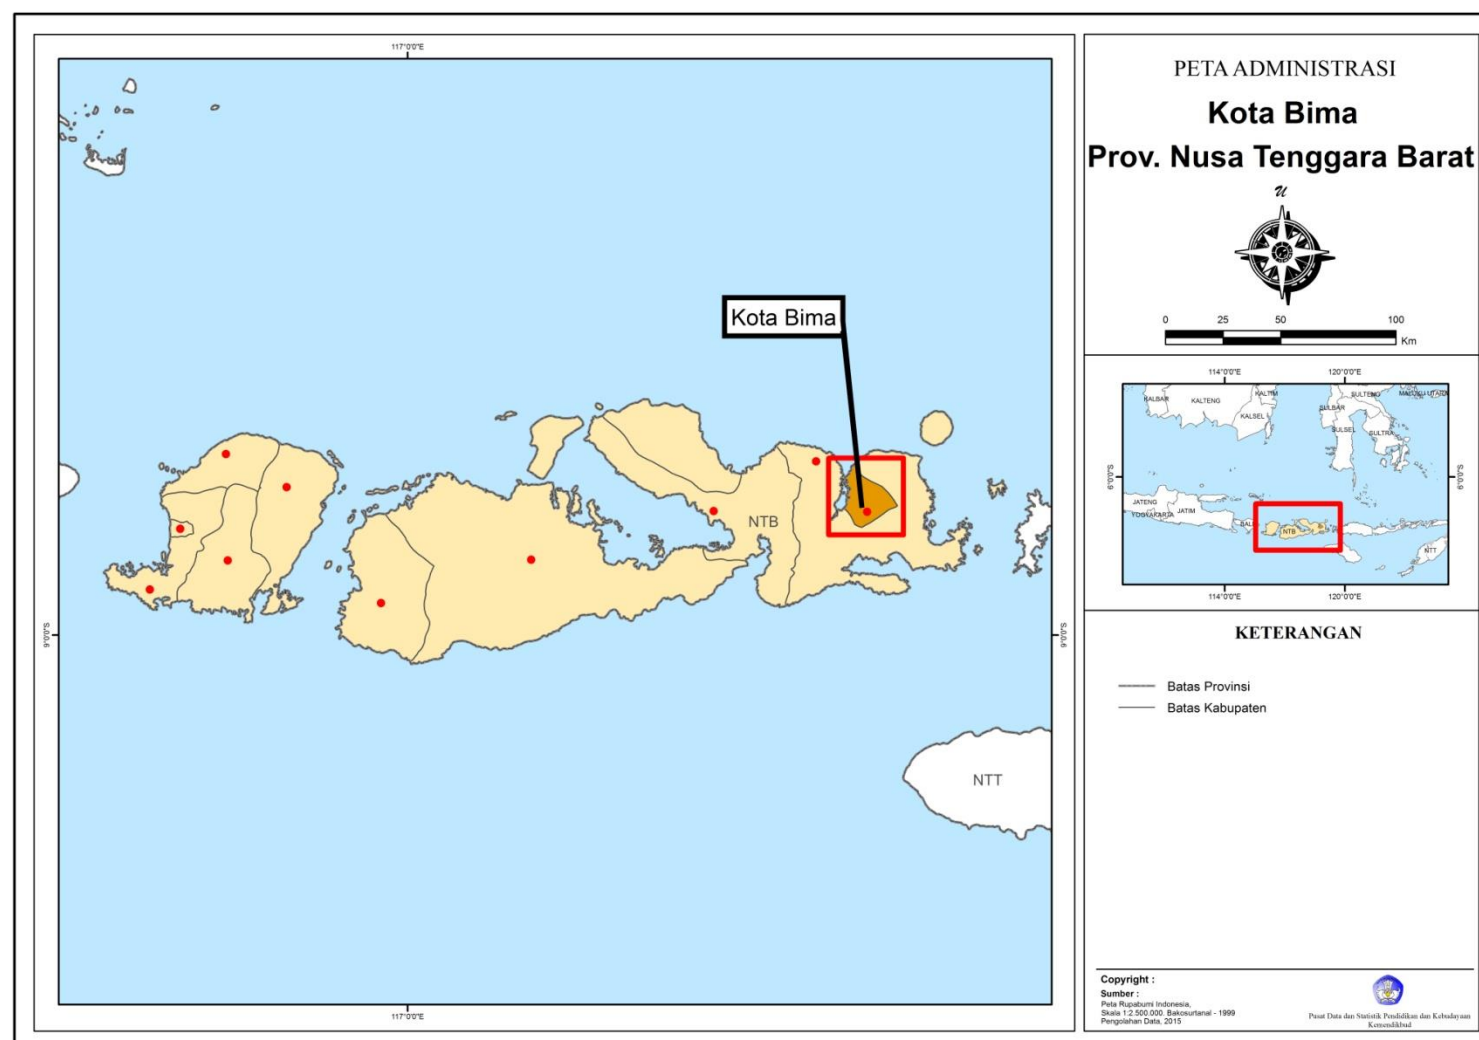 117°0'0"E
Kota Bima
NTB
NTT
9°0'0"S
9°0'0"S
117°0'0"E
PETA ADMINISTRASI
Kota Bima
Prov. Nusa Tenggara Barat
U
0 25 50 100
Km
114°0'0"E 120°0'0"E
KALBAR
KALTENG
KALTIM
KALSEL
SULBAR
SULTENG
SULSEL
SULTRA
6°0'0"S
6°0'0"S
JATENG
YOGYAKARTA
JATIM
BALI
NTB
NTT
114°0'0"E 120°0'0"E
KETERANGAN
Batas Provinsi
Batas Kabupaten
Copyright :
Sumber :
Peta Rupabumi Indonesia,
Skala 1:2.500.000. Bakosurtanal - 1999
Pengolahan Data, 2015
Pusat Data dan Statistik Pendidikan dan Kebudayaan
Kemendikbud